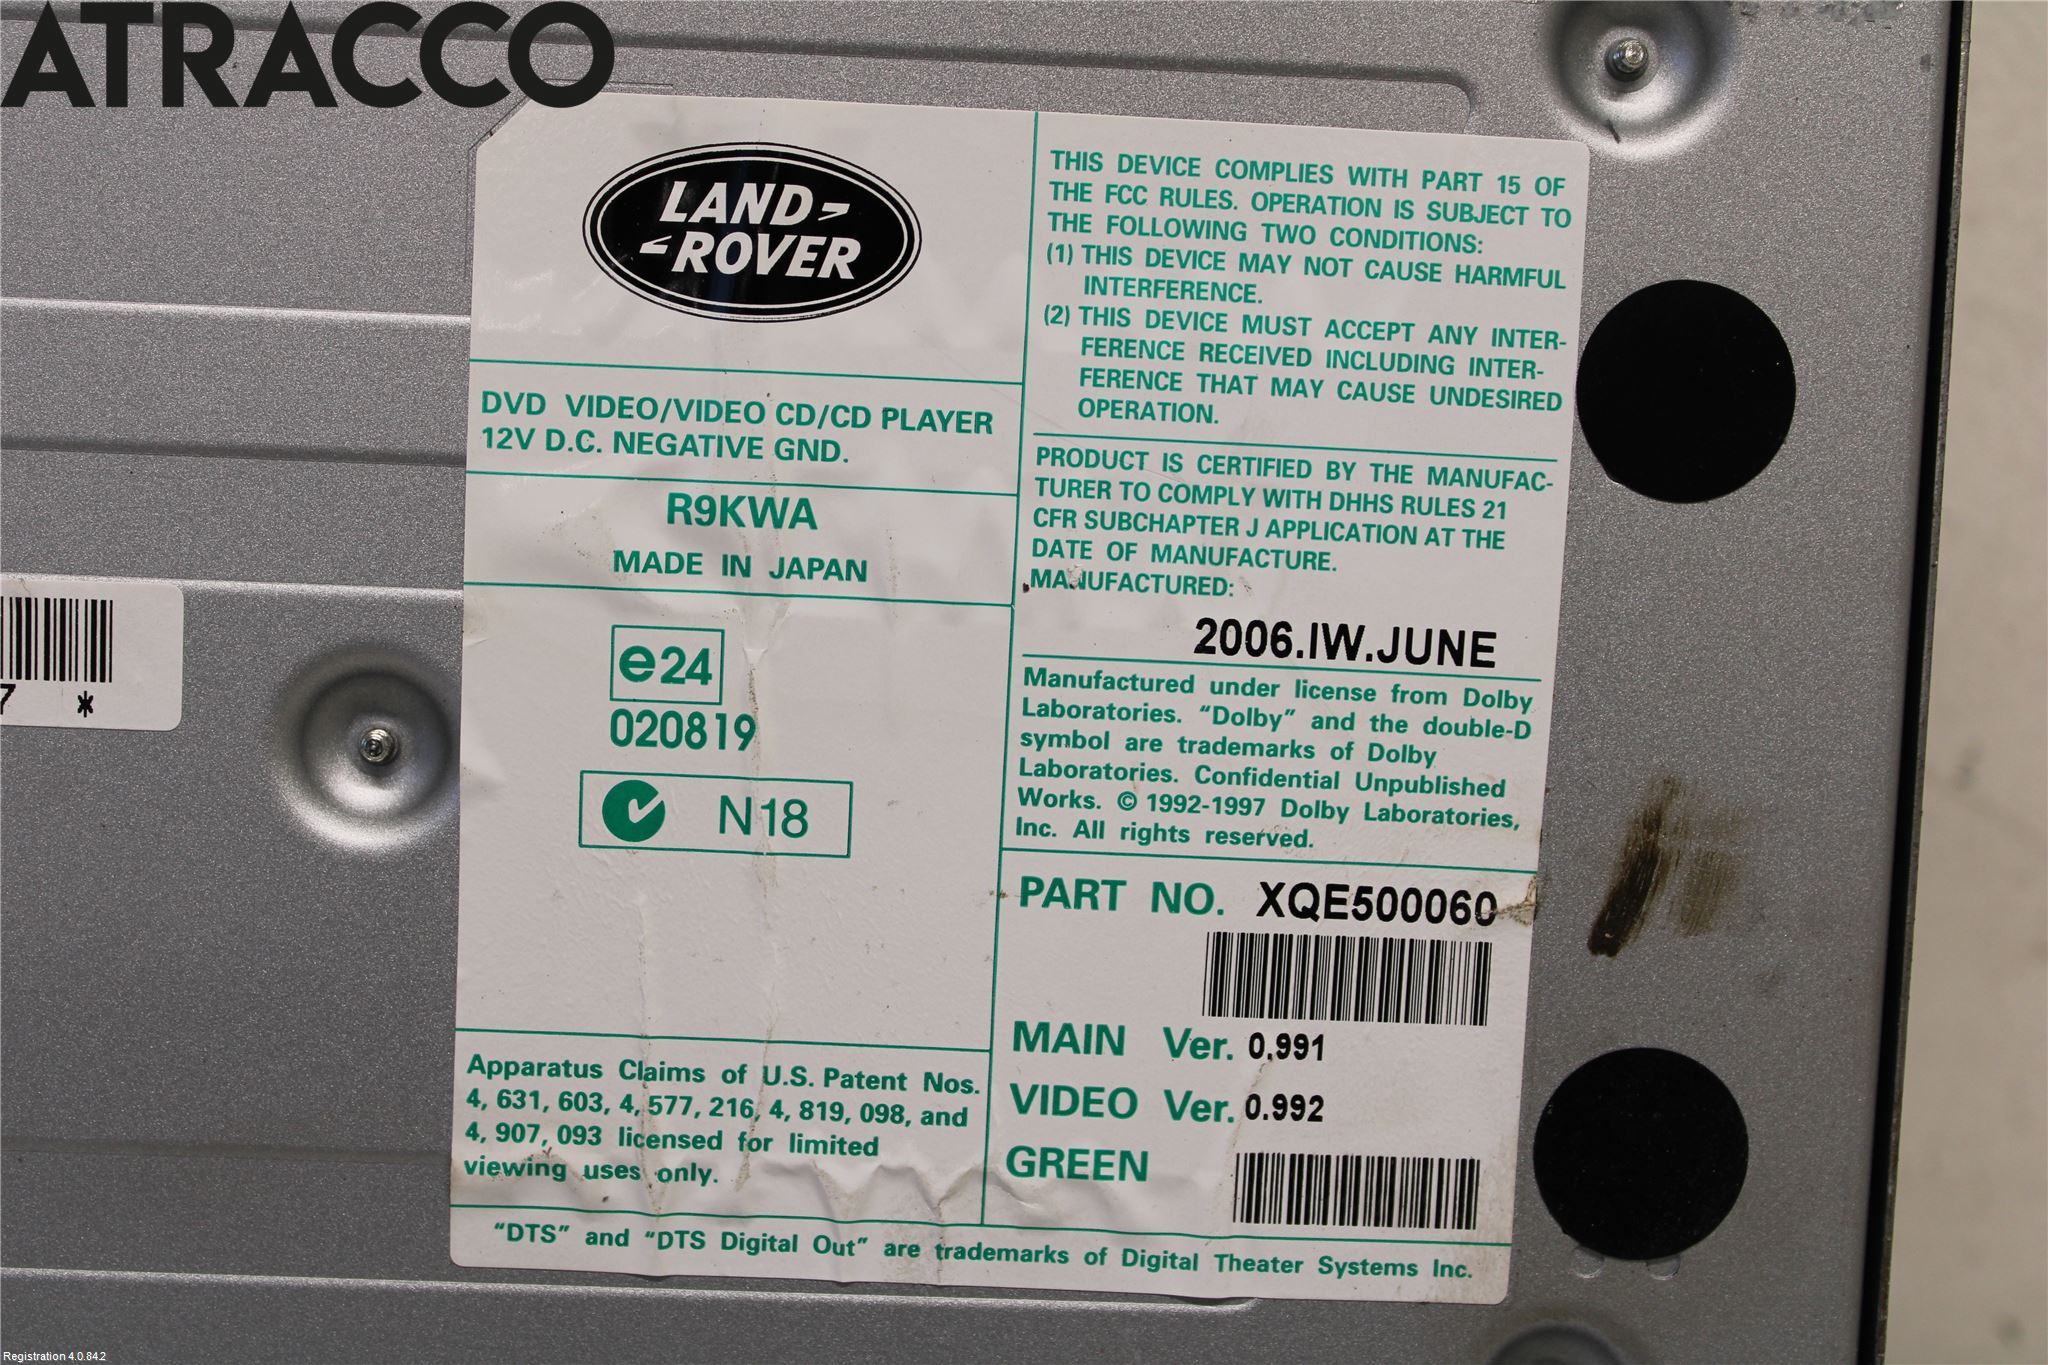 ATRACCO
LAND-
-ROVER
DVD VIDEO/VIDEO CD/CD PLAYER
12V D.C. NEGATIVE GND.
R9KWA
MADE IN JAPAN
e24
020819
N18
Apparatus Claims of U.S. Patent Nos.
4, 631, 603, 4, 577, 216, 4, 819, 098, and
4, 907, 093 licensed for limited
viewing uses only.
THIS DEVICE COMPLIES WITH PART 15 OF
THE FCC RULES. OPERATION IS SUBJECT TO
THE FOLLOWING TWO CONDITIONS:
(1) THIS DEVICE MAY NOT CAUSE HARMFUL
INTERFERENCE.
(2) THIS DEVICE MUST ACCEPT ANY INTER-
FERENCE RECEIVED INCLUDING INTER-
FERENCE THAT MAY CAUSE UNDESIRED
OPERATION.
PRODUCT IS CERTIFIED BY THE MANUFAC-
TURER TO COMPLY WITH DHHS RULES 21
CFR SUBCHAPTER J APPLICATION AT THE
DATE OF MANUFACTURE.
MANUFACTURED:
2006.IW.JUNE
Manufactured under license from Dolby
Laboratories. “Dolby” and the double-D
symbol are trademarks of Dolby
Laboratories. Confidential Unpublished
Works. © 1992-1997 Dolby Laboratories,
Inc. All rights reserved.
PART NO. XQE500060
MAIN Ver. 0.991
VIDEO Ver. 0.992
GREEN
“DTS” and “DTS Digital Out” are trademarks of Digital Theater Systems Inc.
7 *
Registration 4.0.84.2